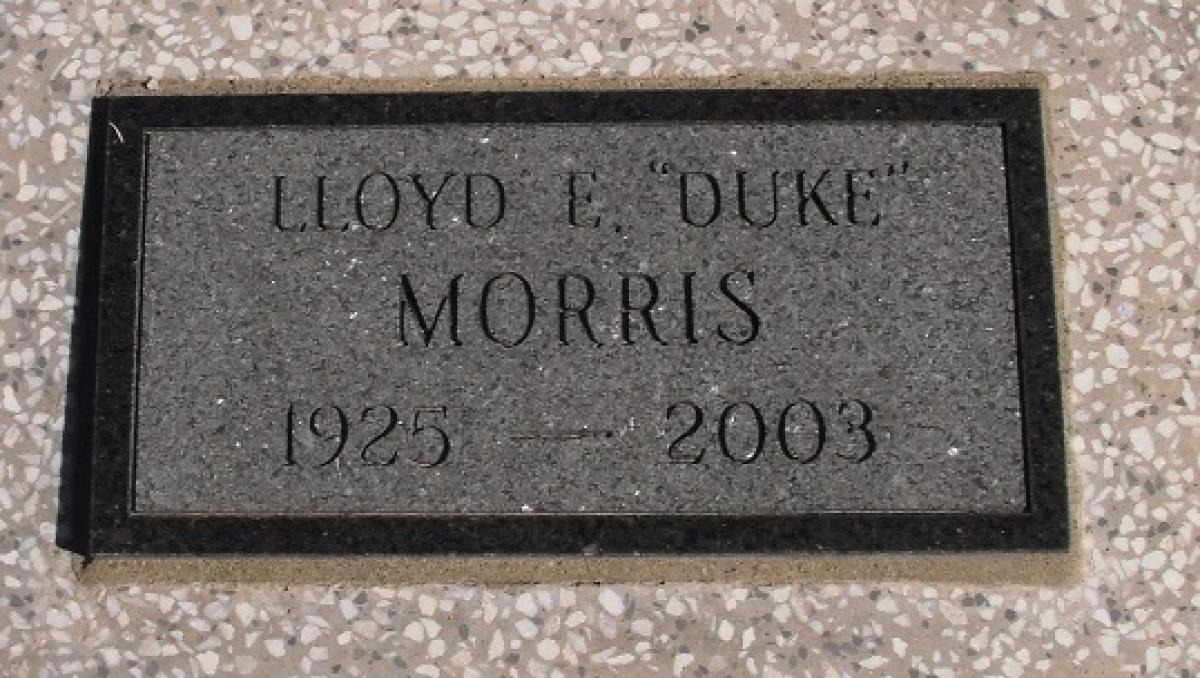 LLOYD E. "DUKE"
MORRIS
1925 — 2003